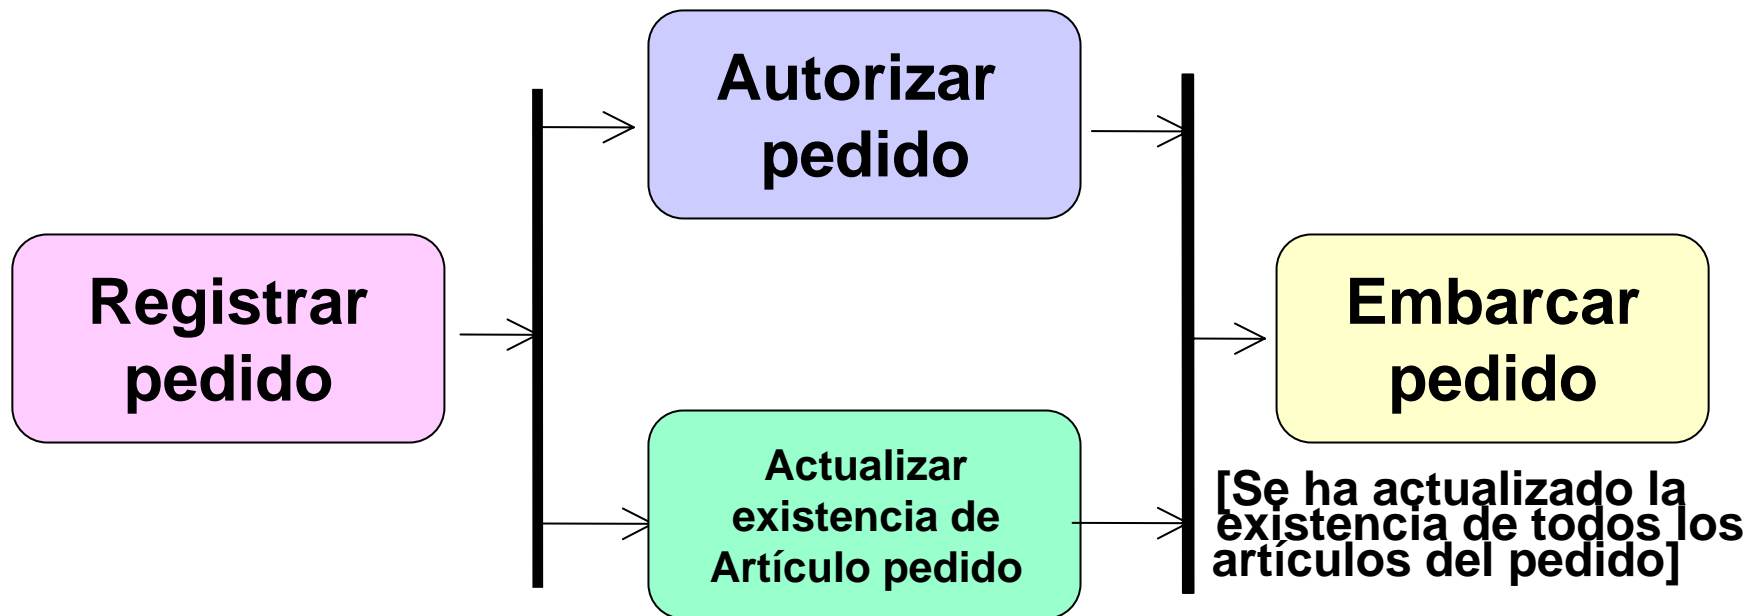 Autorizar
pedido
Registrar
pedido
Embarcar
pedido
Actualizar
existencia de
Artículo pedido
[Se ha actualizado la
existencia de todos los
artículos del pedido]